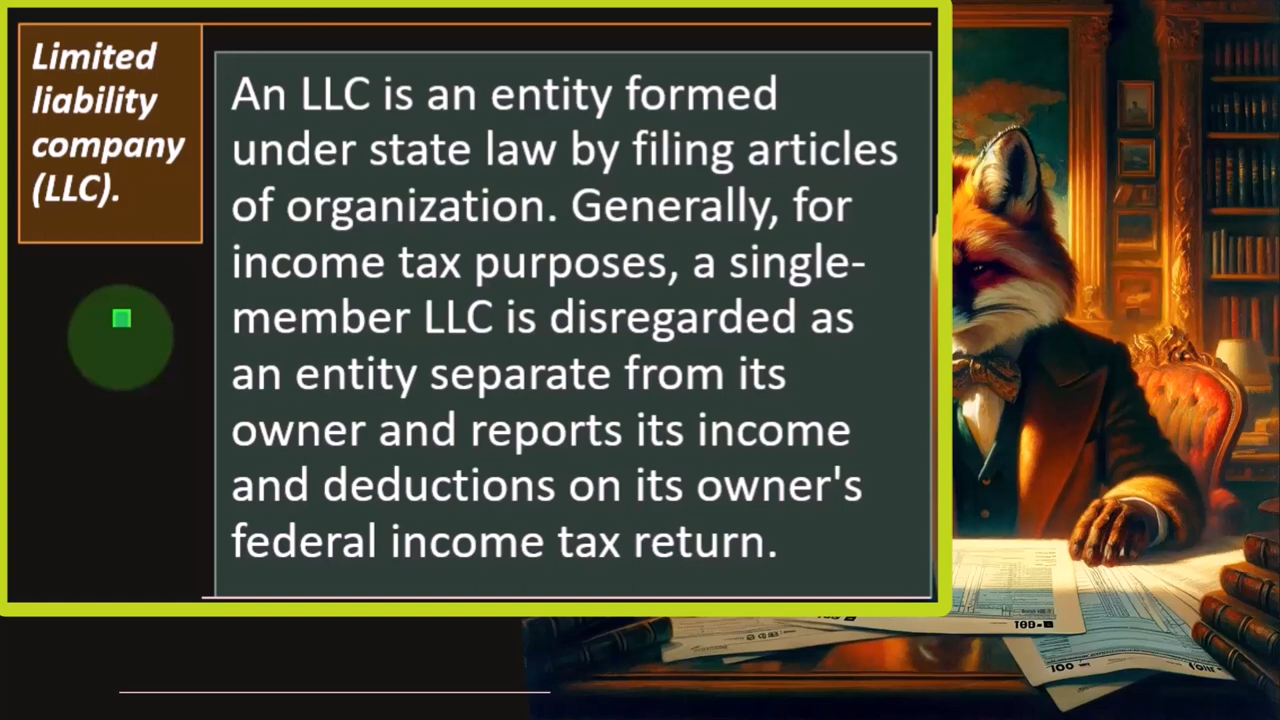 Limited
liability
company
(LLC).
An LLC is an entity formed
under state law by filing articles
of organization. Generally, for
income tax purposes, a single-
member LLC is disregarded as
an entity separate from its
owner and reports its income
and deductions on its owner's
federal income tax return.